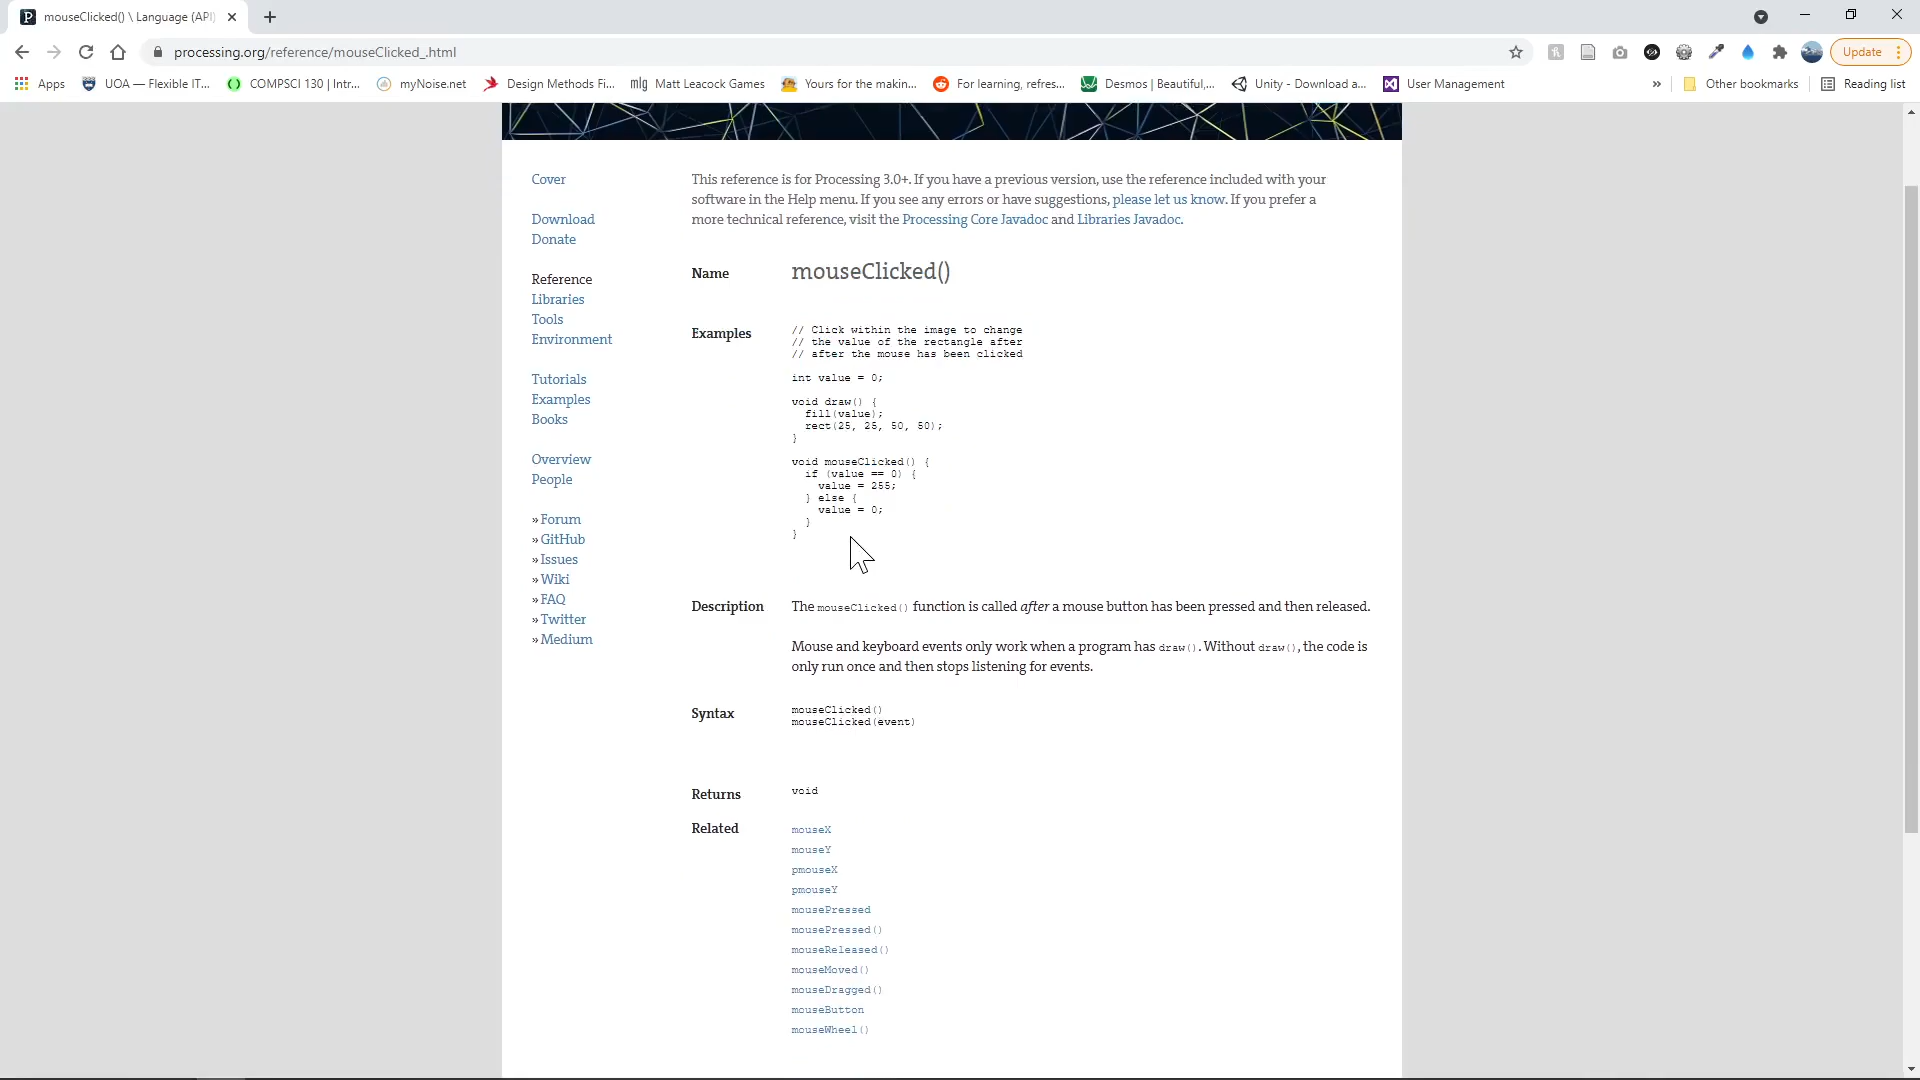 mouseClicked() \ Language (API)
processing.org/reference/mouseClicked_.html
Update
Apps
UOA — Flexible IT...
COMPSCI 130 | Intr...
myNoise.net
Design Methods Fi...
mlg Matt Leacock Games
Yours for the makin...
For learning, refres...
Desmos | Beautiful,...
Unity - Download a...
User Management
»
Other bookmarks
Reading list
Cover
Download
Donate
Reference
Libraries
Tools
Environment
Tutorials
Examples
Books
Overview
People
» Forum
» GitHub
» Issues
» Wiki
» FAQ
» Twitter
» Medium
This reference is for Processing 3.0+. If you have a previous version, use the reference included with your
software in the Help menu. If you see any errors or have suggestions, please let us know. If you prefer a
more technical reference, visit the Processing Core Javadoc and Libraries Javadoc.
Name
mouseClicked()
Examples
// Click within the image to change
// the value of the rectangle after
// after the mouse has been clicked
int value = 0;
void draw() {
fill(value);
rect(25, 25, 50, 50);
}
void mouseClicked() {
if (value == 0) {
value = 255;
} else {
value = 0;
}
}
Description
The mouseClicked() function is called after a mouse button has been pressed and then released.
Mouse and keyboard events only work when a program has draw(). Without draw(), the code is
only run once and then stops listening for events.
Syntax
mouseClicked()
mouseClicked(event)
Returns
void
Related
mouseX
mouseY
pmouseX
pmouseY
mousePressed
mousePressed()
mouseReleased()
mouseMoved()
mouseDragged()
mouseButton
mouseWheel()